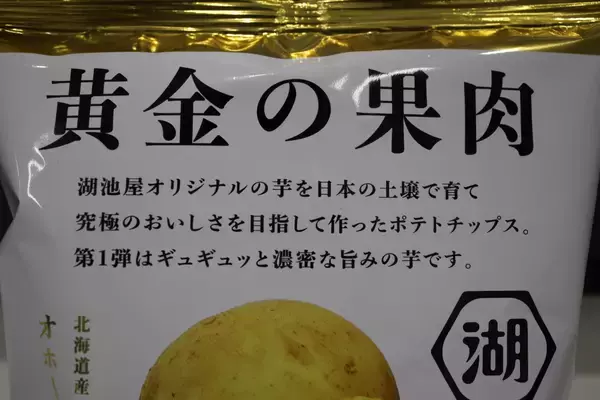 黄金の果肉
湖池屋オリジナルの芋を日本の土壌で育て
究極のおいしさを目指して作ったポテトチップス。
第1弾はギュギュッと濃密な旨みの芋です。
北海道産
オホー
湖